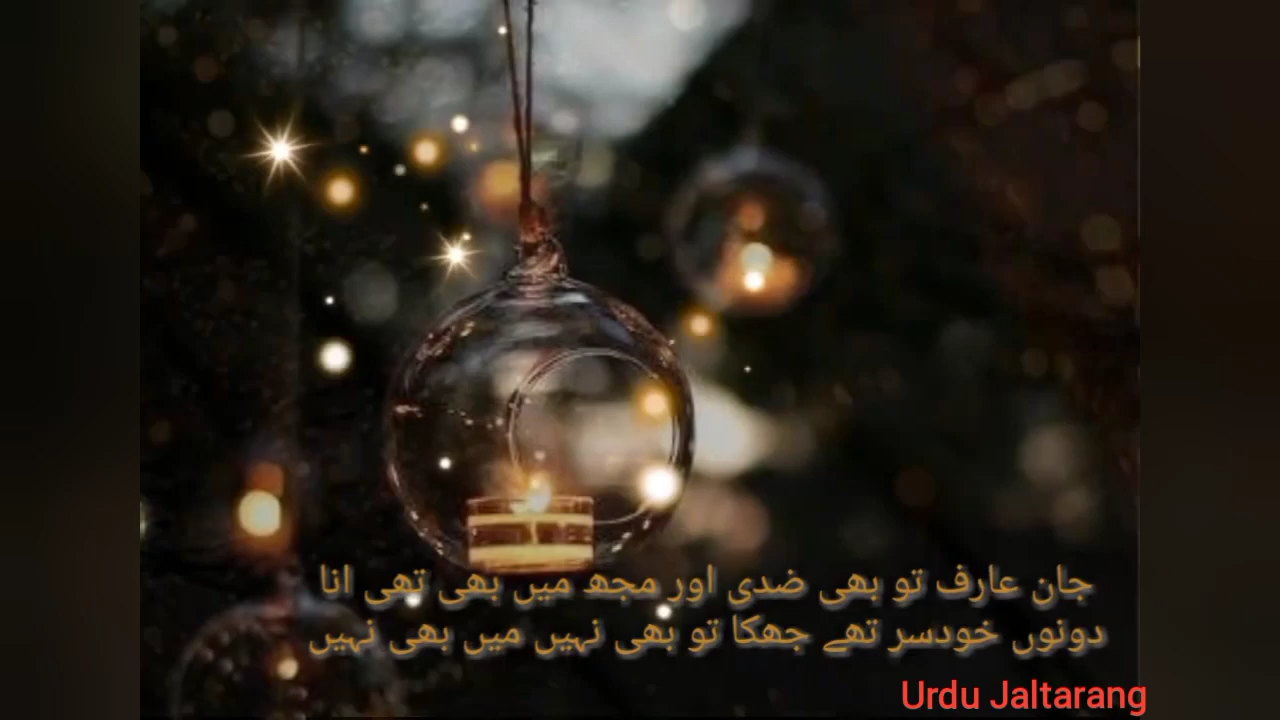 جان عارف تو بھی ضدی اور مجھ میں بھی تھی انا
دونوں خودسر تھے جھکا تو بھی نہیں میں بھی نہیں
Urdu Jaltarang